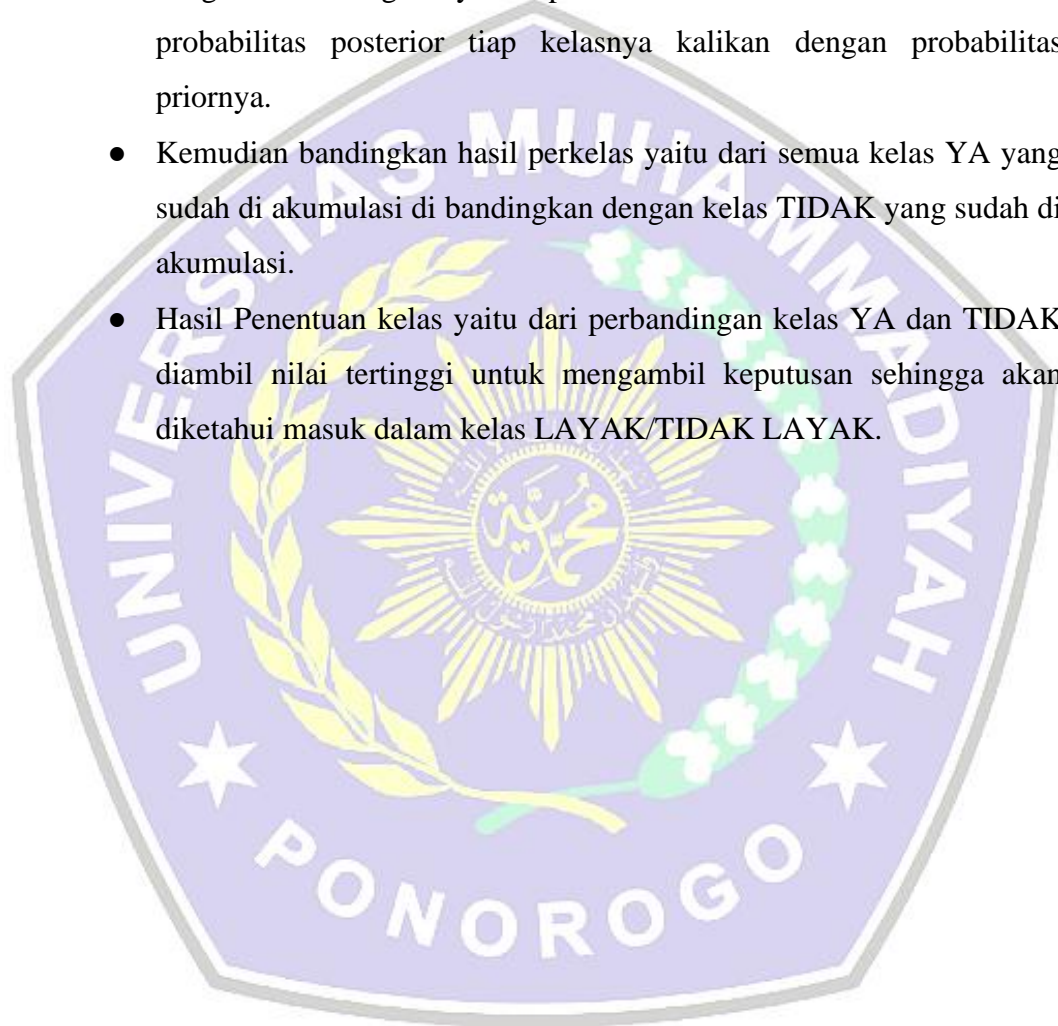 probabilitas posterior tiap kelasnya kalikan dengan probabilitas
priornya.
● Kemudian bandingkan hasil perkelas yaitu dari semua kelas YA yang
sudah di akumulasi di bandingkan dengan kelas TIDAK yang sudah di
akumulasi.
● Hasil Penentuan kelas yaitu dari perbandingan kelas YA dan TIDAK
diambil nilai tertinggi untuk mengambil keputusan sehingga akan
diketahui masuk dalam kelas LAYAK/TIDAK LAYAK.
UNIVERSITAS MUHAMMADIYAH
PONOROGO